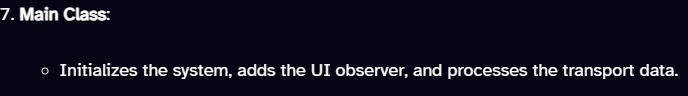 7. Main Class:
Initializes the system, adds the UI observer, and processes the transport data.